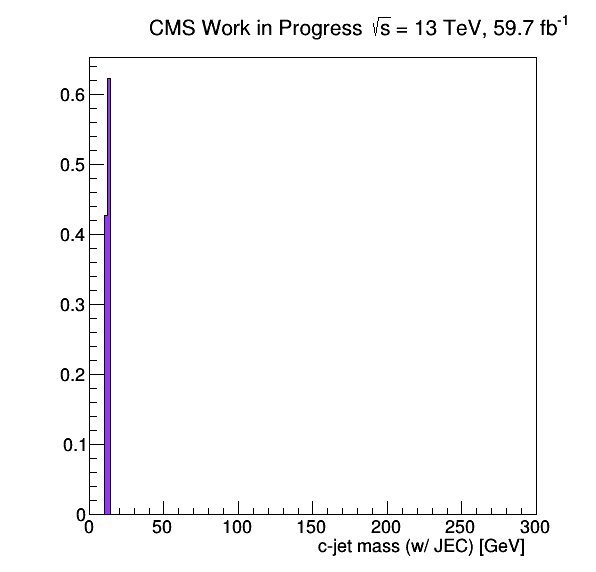 CMS Work in Progress √s = 13 TeV, 59.7 fb⁻¹
0.6
0.5
0.4
0.3
0.2
0.1
0
0 50 100 150 200 250 300
c-jet mass (w/ JEC) [GeV]